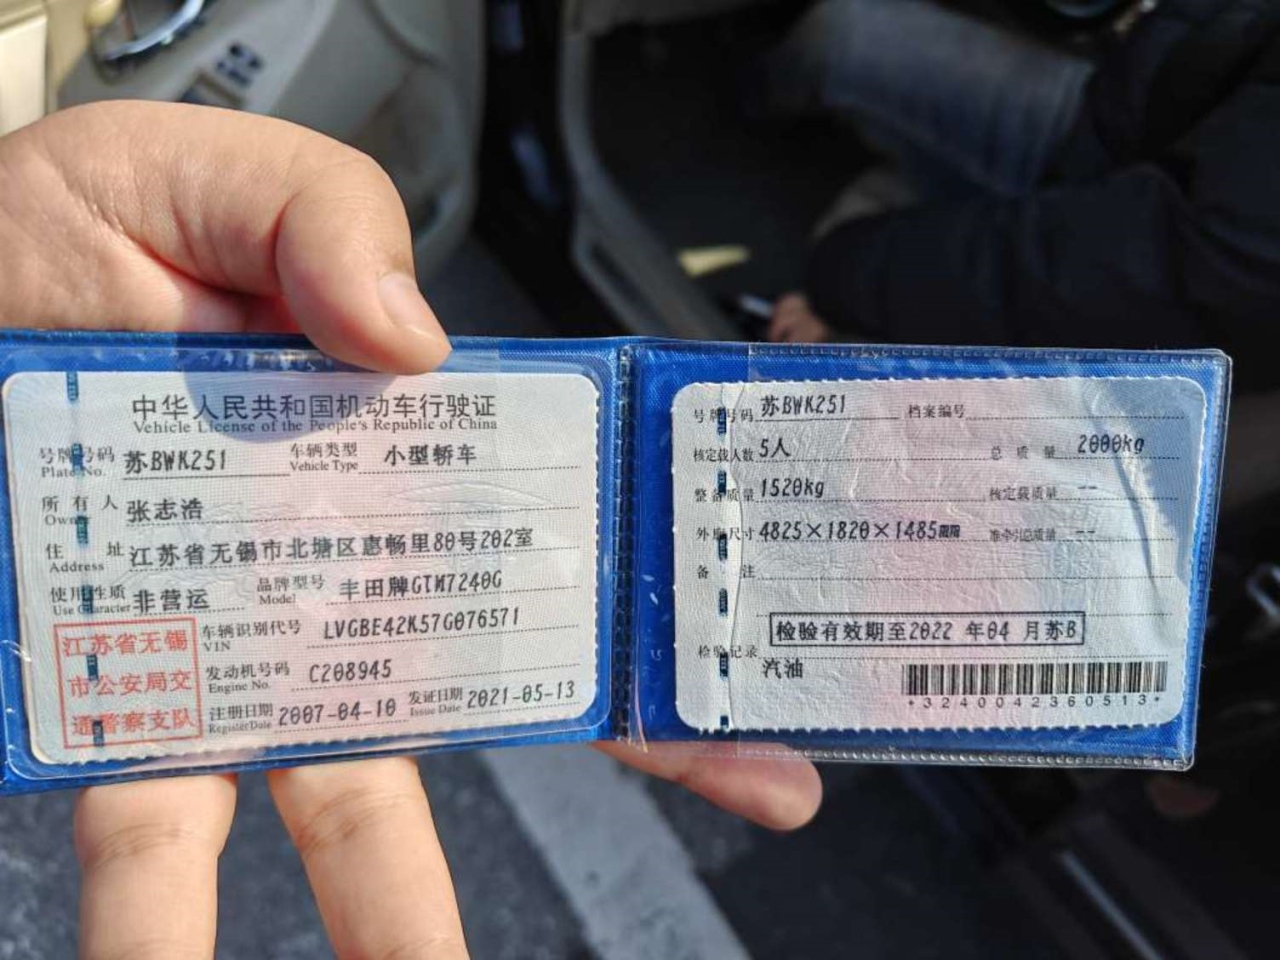 中华人民共和国机动车行驶证
Vehicle License of the People's Republic of China
号牌号码 苏BWK251 车辆类型 小型轿车
Plate No. Vehicle Type
所有人 张志浩
Owner
住址 江苏省无锡市北塘区惠畅里80号202室
Address
使用性质 非营运 品牌型号 丰田牌GTM7240G
Use Character Model
江苏省无锡
市公安局交
通警察支队
车辆识别代号 LVGBE42K57G076571
VIN
发动机号码 C208945
Engine No.
注册日期 2007-04-10 发证日期 2021-05-13
Register Date Issue Date
号牌号码 苏BWK251 档案编号
核定载人数 5人 总质量 2000kg
整备质量 1520kg 核定载质量 --
外廓尺寸 4825×1820×1485 准牵引总质量 --
备注
检验有效期至2022 年04 月苏B
检验记录
汽油
*3240042360513*